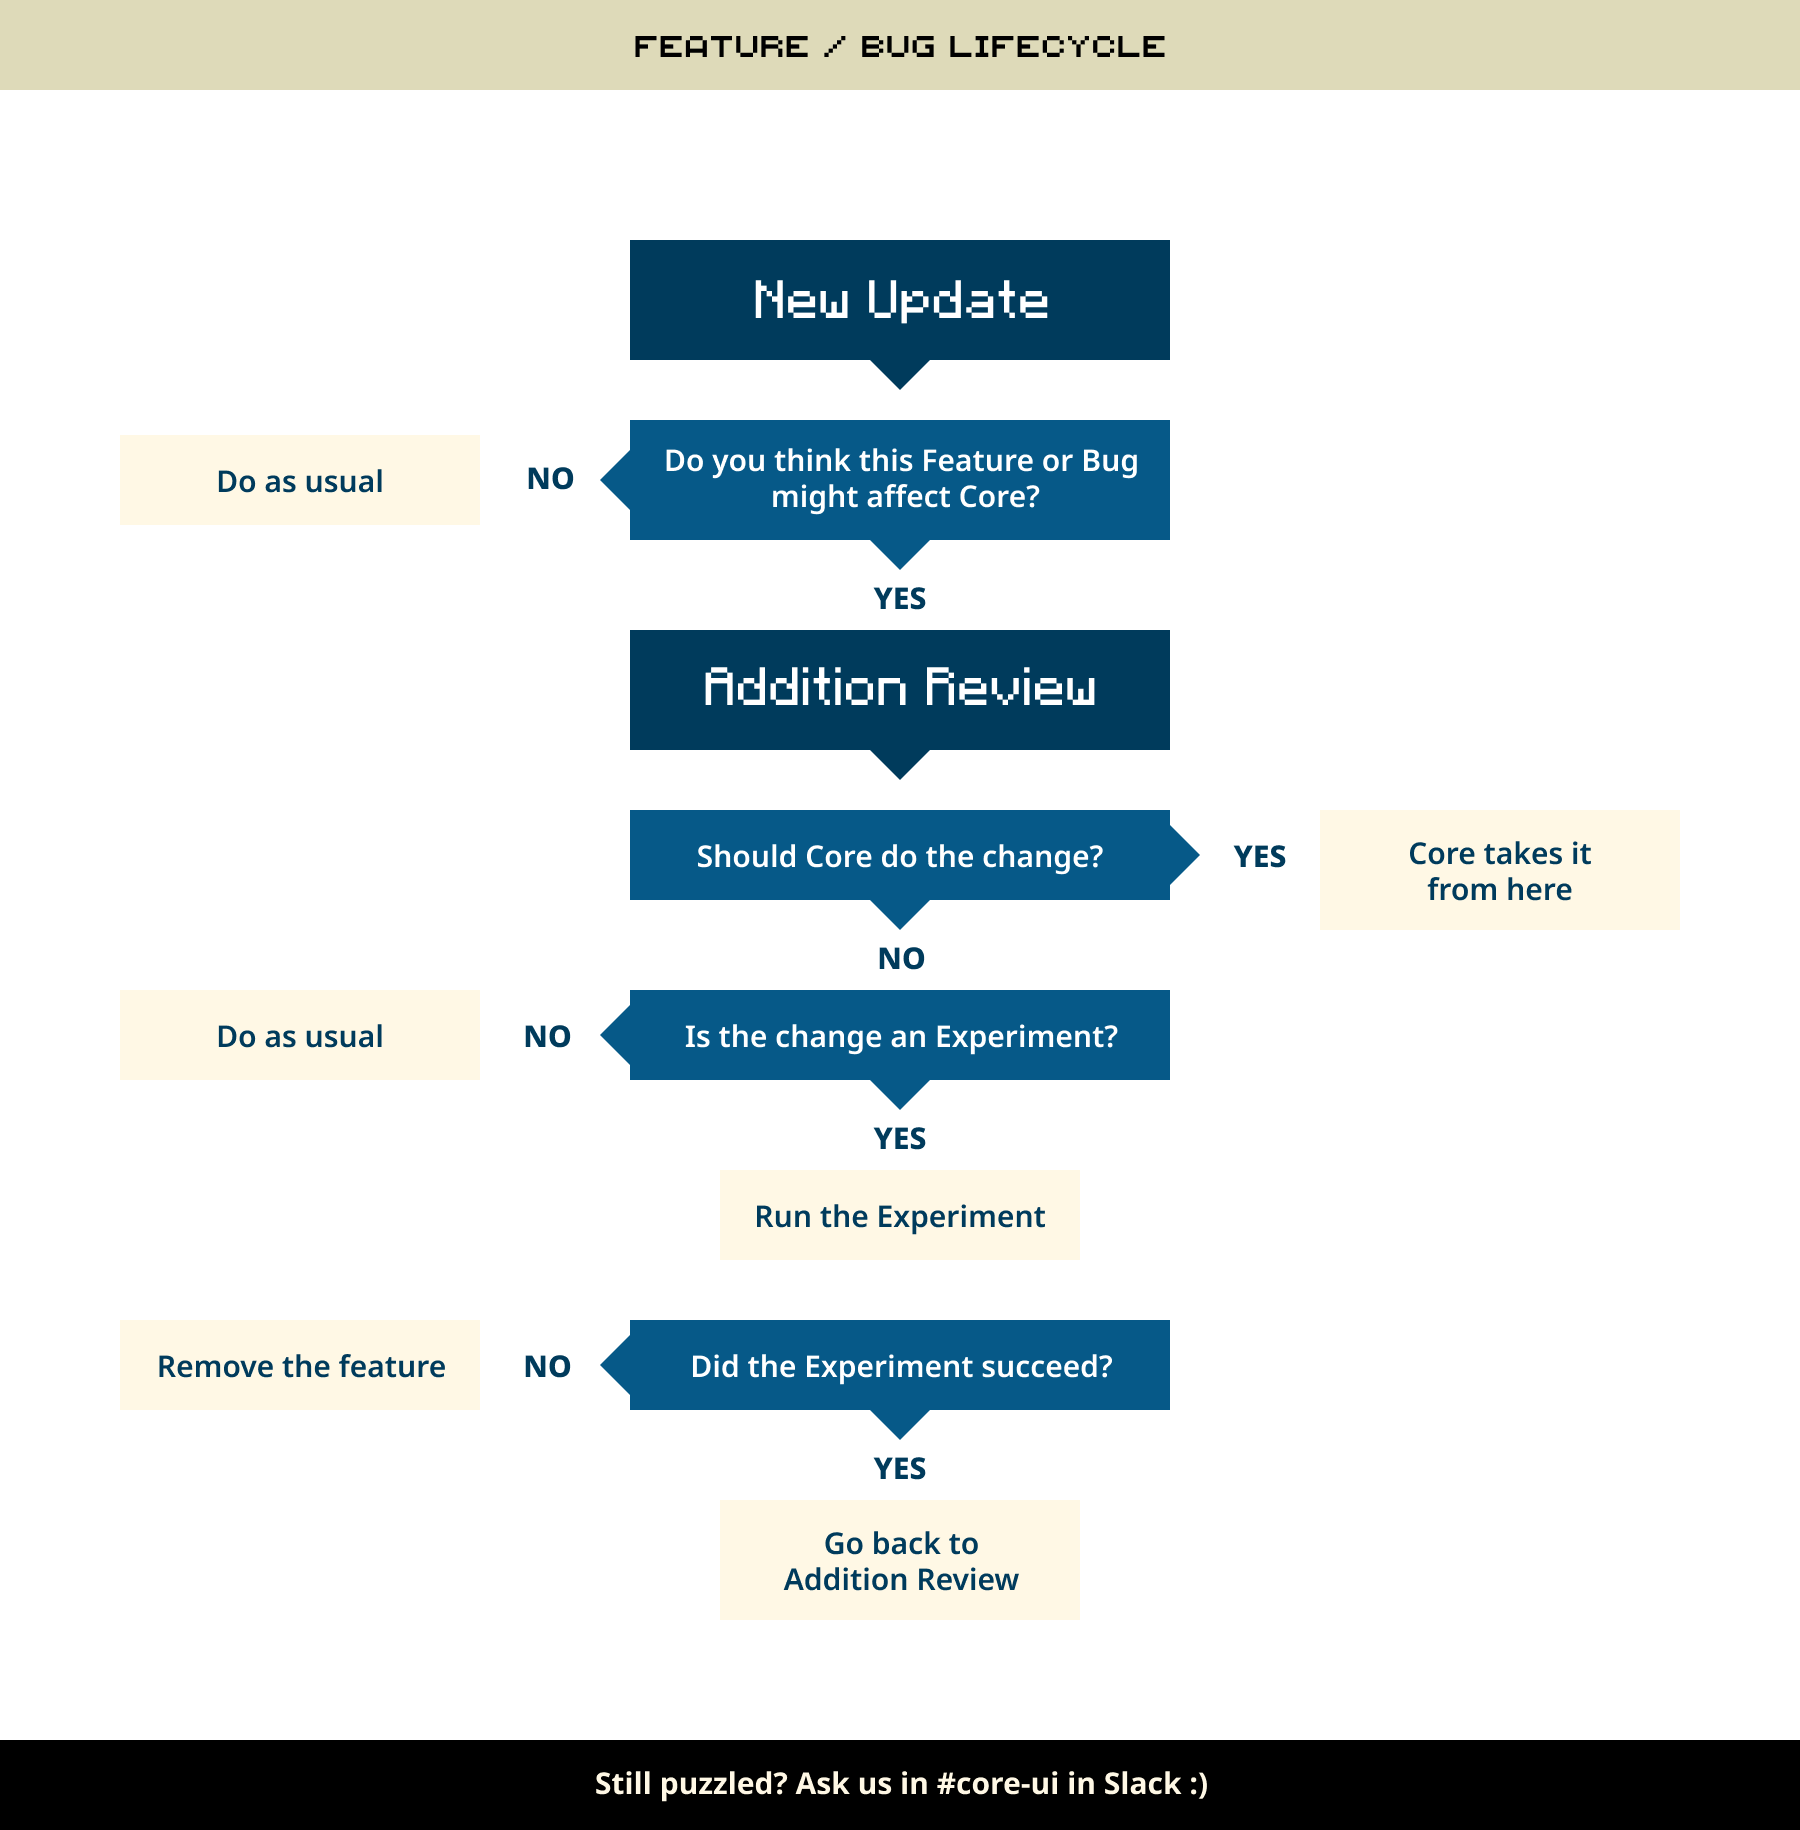 FEATURE / BUG LIFECYCLE
New Update
Do you think this Feature or Bug
might affect Core?
NO
Do as usual
YES
Addition Review
Should Core do the change?
YES
Core takes it
from here
NO
Is the change an Experiment?
NO
Do as usual
YES
Run the Experiment
Did the Experiment succeed?
NO
Remove the feature
YES
Go back to
Addition Review
Still puzzled? Ask us in #core-ui in Slack :)